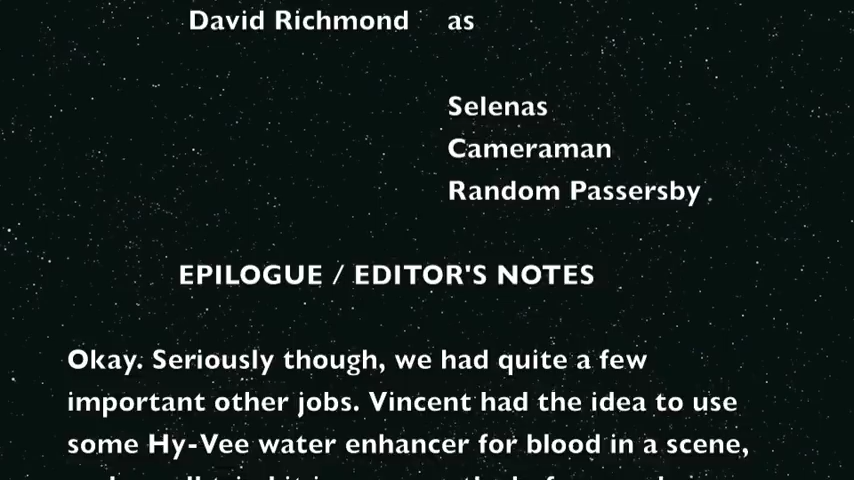 David Richmond as
Selenas
Cameraman
Random Passersby
EPILOGUE / EDITOR'S NOTES
Okay. Seriously though, we had quite a few
important other jobs. Vincent had the idea to use
some Hy-Vee water enhancer for blood in a scene,